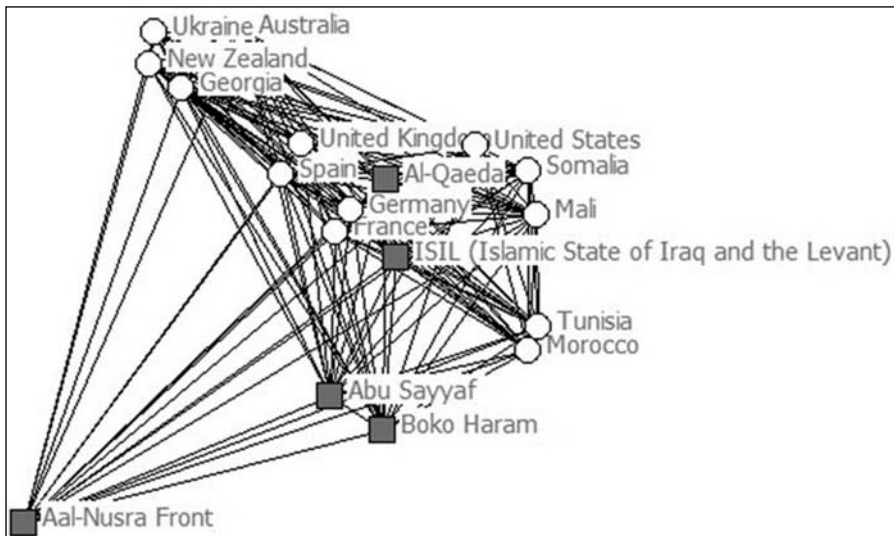 Ukraine Australia
New Zealand
Georgia
United Kingdom
United States
Spain
Al-Qaeda
Somalia
Germany
Mali
France
ISIL (Islamic State of Iraq and the Levant)
Tunisia
Morocco
Abu Sayyaf
Boko Haram
Aal-Nusra Front